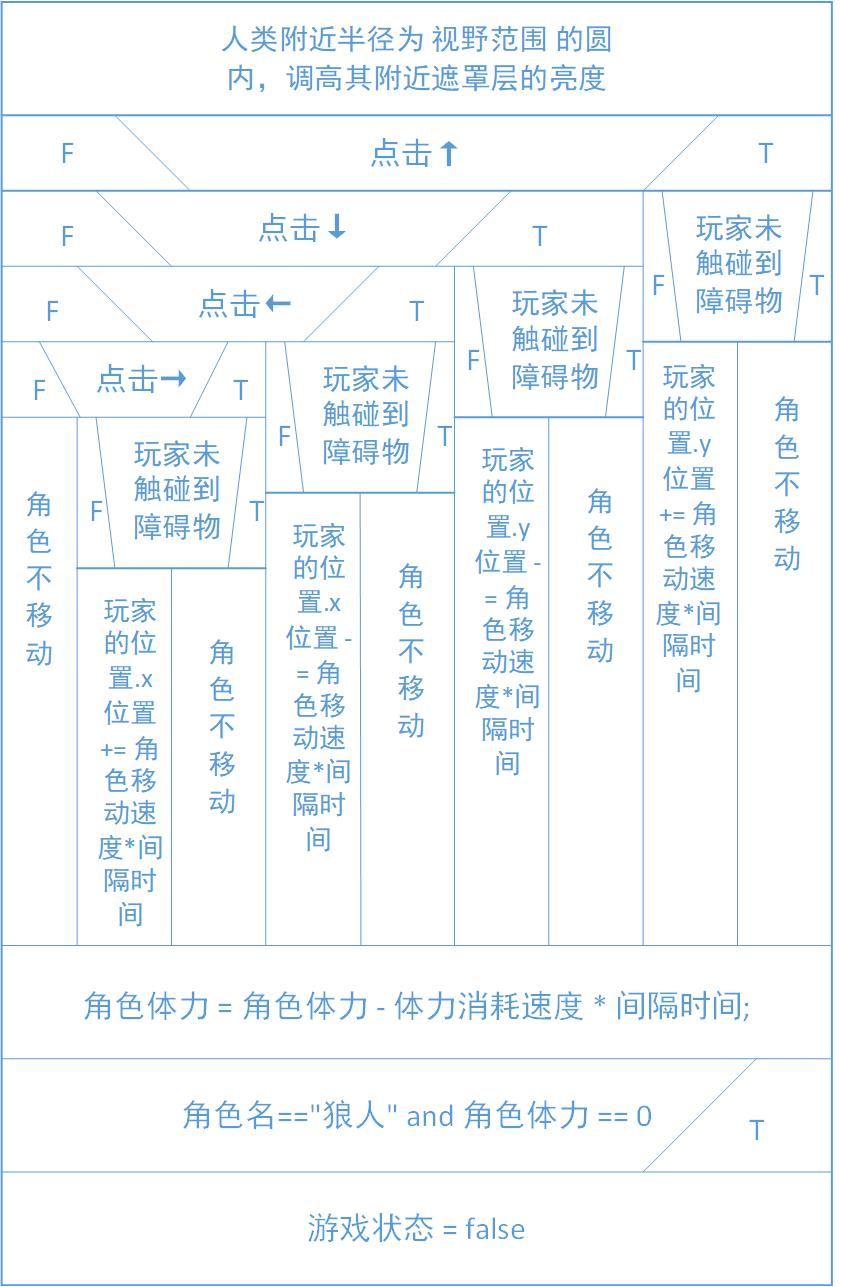 人类附近半径为 视野范围 的圆
内，调高其附近遮罩层的亮度
F
点击↑
T
F
点击↓
T
F
点击←
T
F
点击→
T
玩家未
触碰到
障碍物
F
T
玩家未
触碰到
障碍物
F
T
玩家未
触碰到
障碍物
F
T
玩家未
触碰到
障碍物
F
T
角
色
不
移
动
玩家
的位
置.x
位置
+= 角
色移
动速
度*间
隔时
间
角
色
不
移
动
玩家
的位
置.x
位置 -
= 角
色移
动速
度*间
隔时
间
角
色
不
移
动
玩家
的位
置.y
位置 -
= 角
色移
动速
度*间
隔时
间
角
色
不
移
动
玩家
的位
置.y
位置
+= 角
色移
动速
度*间
隔时
间
角
色
不
移
动
角色体力 = 角色体力 - 体力消耗速度 * 间隔时间;
角色名=="狼人" and 角色体力 == 0
T
游戏状态 = false